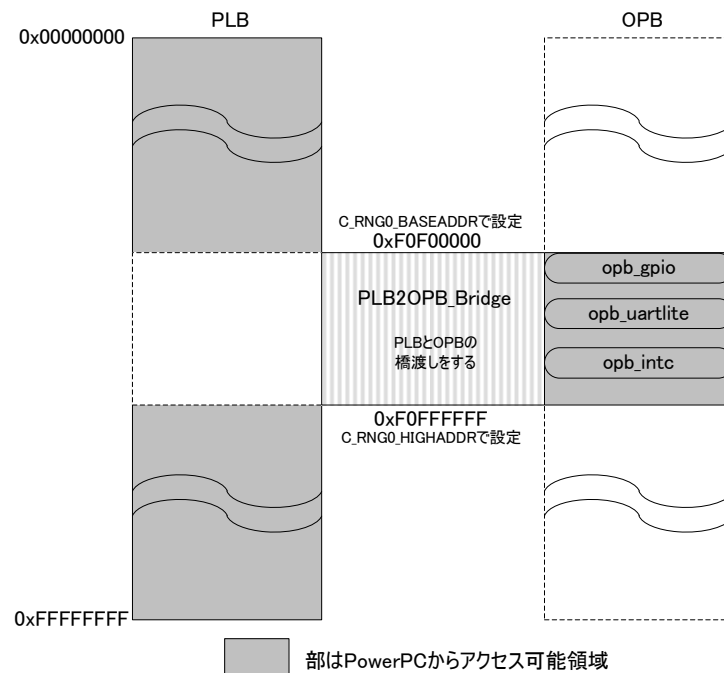 PLB
OPB
0x00000000
C_RNG0_BASEADDRで設定
0xF0F00000
opb_gpio
PLB2OPB_Bridge
opb_uartlite
PLBとOPBの
橋渡しをする
opb_intc
0xF0FFFFFF
C_RNG0_HIGHADDRで設定
0xFFFFFFFF
部はPowerPCからアクセス可能領域